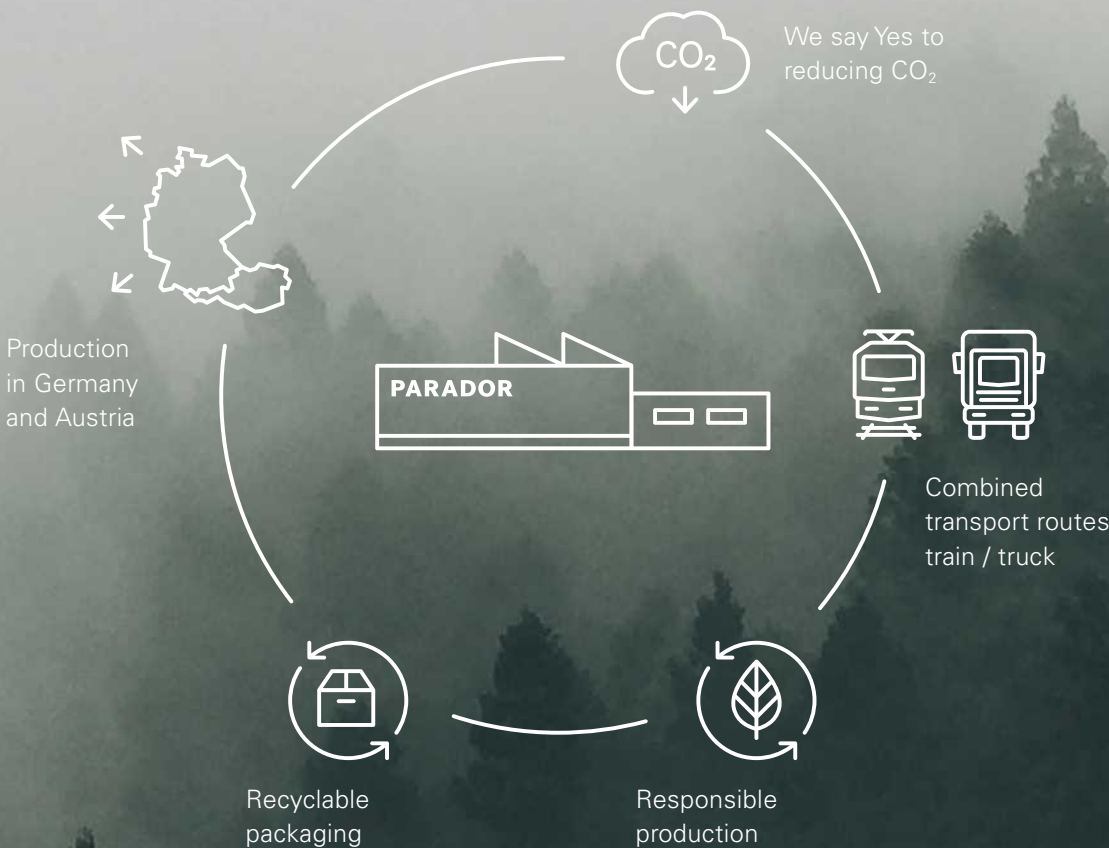 CO₂
We say Yes to
reducing CO₂
Production
in Germany
and Austria
PARADOR
Combined
transport routes
train / truck
Recyclable
packaging
Responsible
production